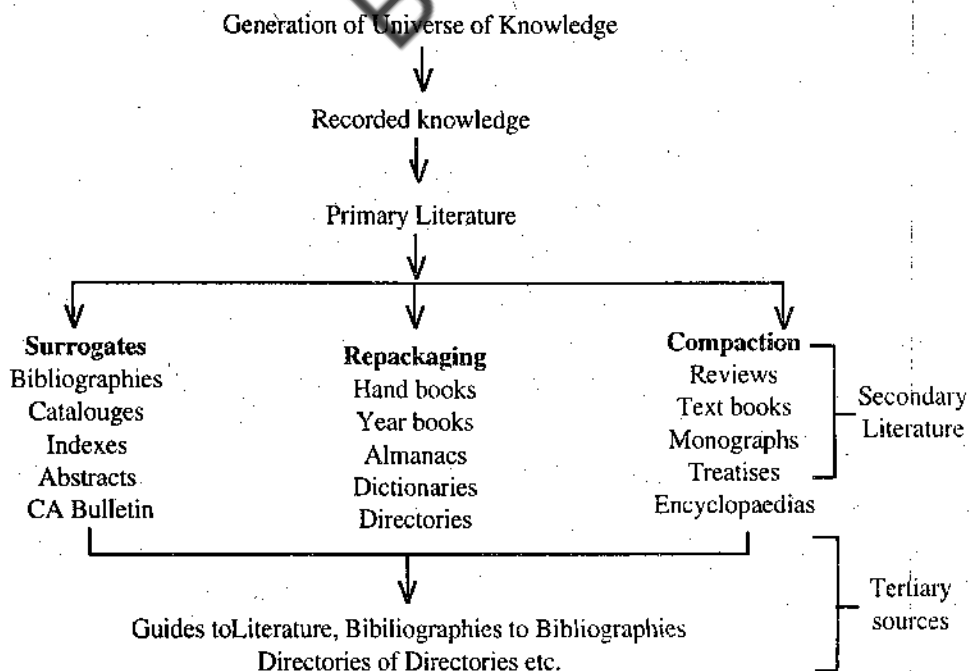 Generation of Universe of Knowledge
Recorded knowledge
Primary Literature
Surrogates
Bibliographies
Catalouges
Indexes
Abstracts
CA Bulletin
Repackaging
Hand books
Year books
Almanacs
Dictionaries
Directories
Compaction
Reviews
Text books
Monographs
Treatises
Encyclopaedias
Secondary
Literature
Guides toLiterature, Bibiliographies to Bibliographies
Directories of Directories etc.
Tertiary
sources